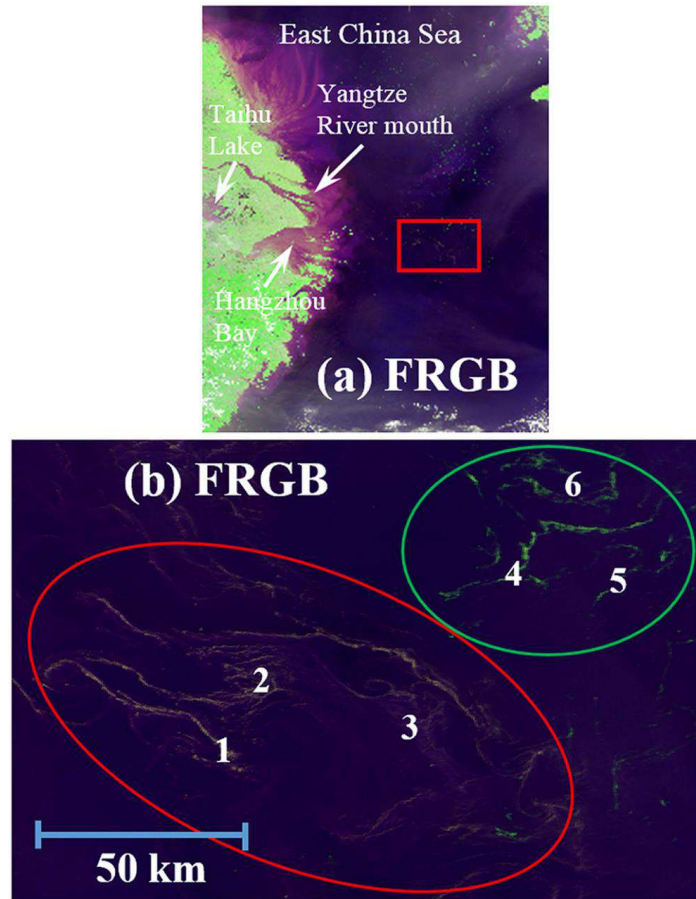 East China Sea
Yangtze
River mouth
Taihu
Lake
Hangzhou
Bay
(a) FRGB
(b) FRGB
6
4
5
2
3
1
50 km